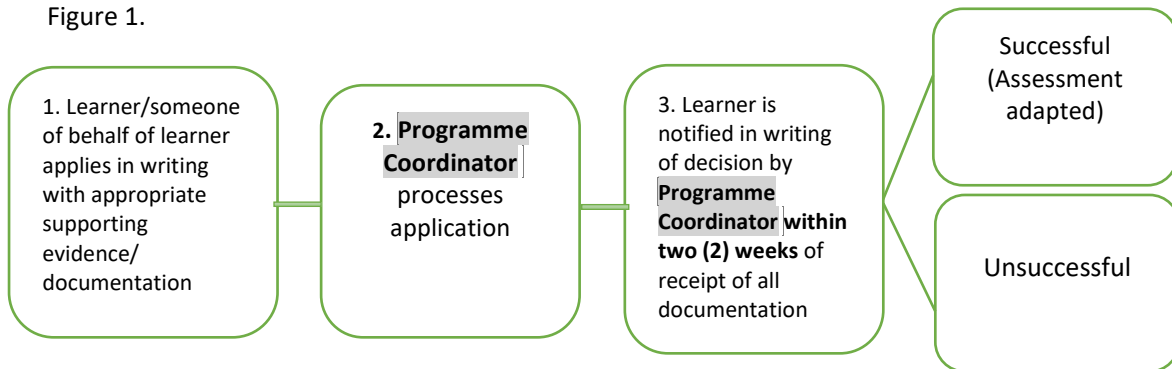 Figure 1.
1. Learner/someone
of behalf of learner
applies in writing
with appropriate
supporting
evidence/
documentation
2. Programme
Coordinator
processes
application
3. Learner is
notified in writing
of decision by
Programme
Coordinator within
two (2) weeks of
receipt of all
documentation
Successful
(Assessment
adapted)
Unsuccessful